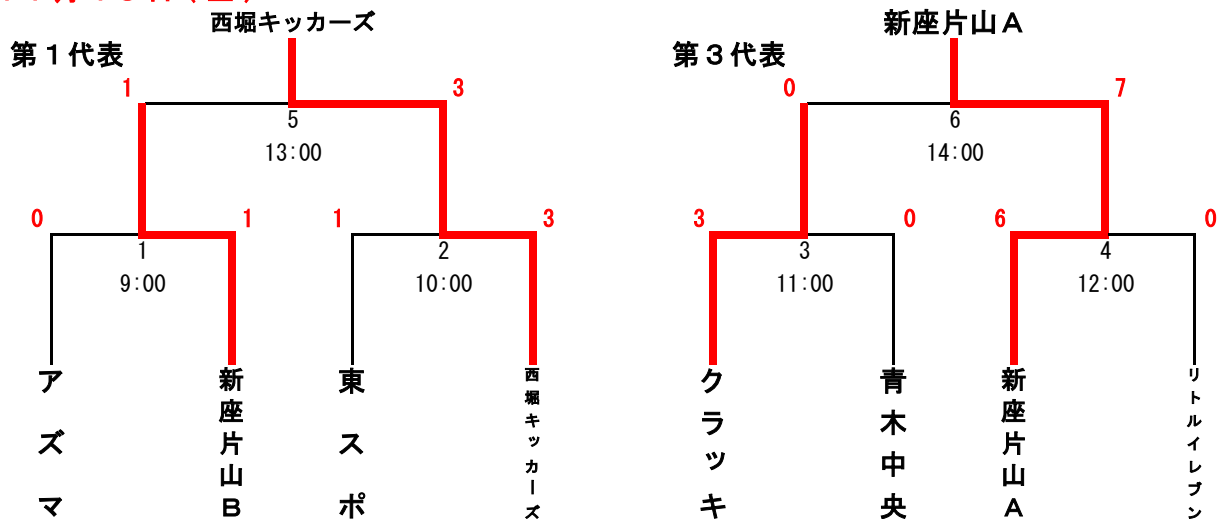 西堀キッカーズ
第１代表
1
3
5
13:00
0
1
1
3
1
9:00
2
10:00
アズマ
新座片山Ｂ
東スポ
西堀キッカーズ
新座片山Ａ
第３代表
0
7
6
14:00
3
0
6
0
3
11:00
4
12:00
クラッキ
青木中央
新座片山Ａ
リトルイレブン